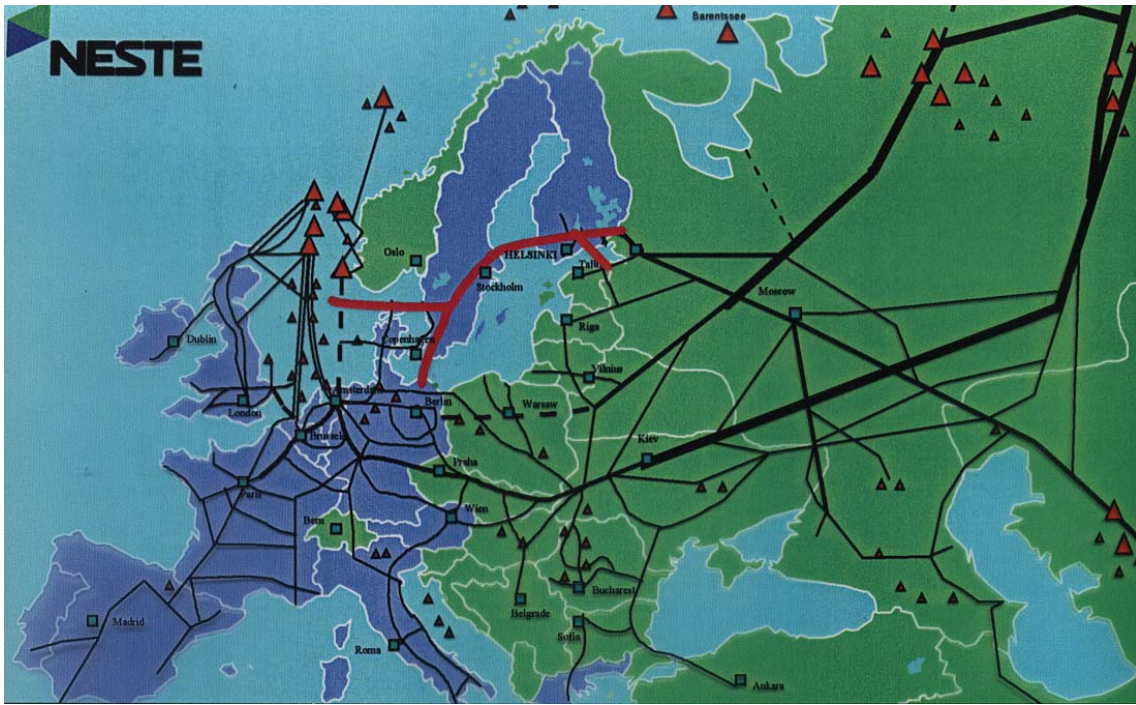 Barentssee
NESTE
Oslo
HELSINKI
Stockholm
Moscow
Dublin
Copenhagen
Riga
Vilnius
London
Amsterdam
Berlin
Warsaw
Brussels
Kiev
Praha
Paris
Wien
Bern
Bucharest
Belgrade
Madrid
Sofia
Roma
Ankara